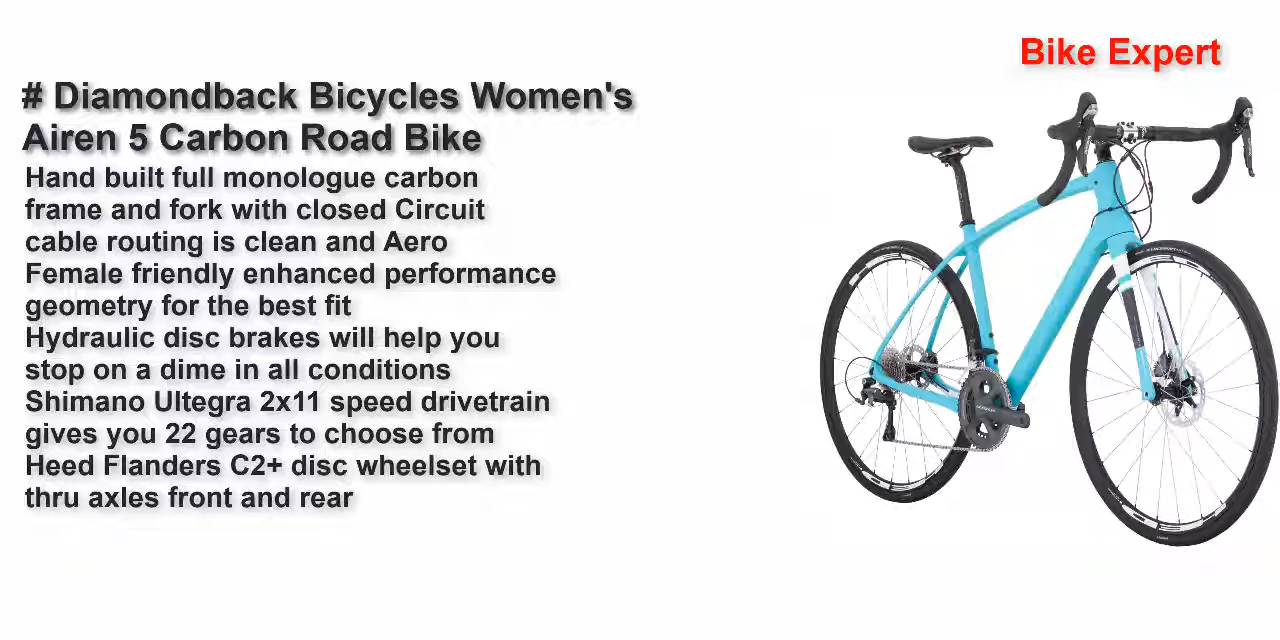 Bike Expert
# Diamondback Bicycles Women's
Airen 5 Carbon Road Bike
Hand built full monologue carbon
frame and fork with closed Circuit
cable routing is clean and Aero
Female friendly enhanced performance
geometry for the best fit
Hydraulic disc brakes will help you
stop on a dime in all conditions
Shimano Ultegra 2x11 speed drivetrain
gives you 22 gears to choose from
Heed Flanders C2+ disc wheelset with
thru axles front and rear